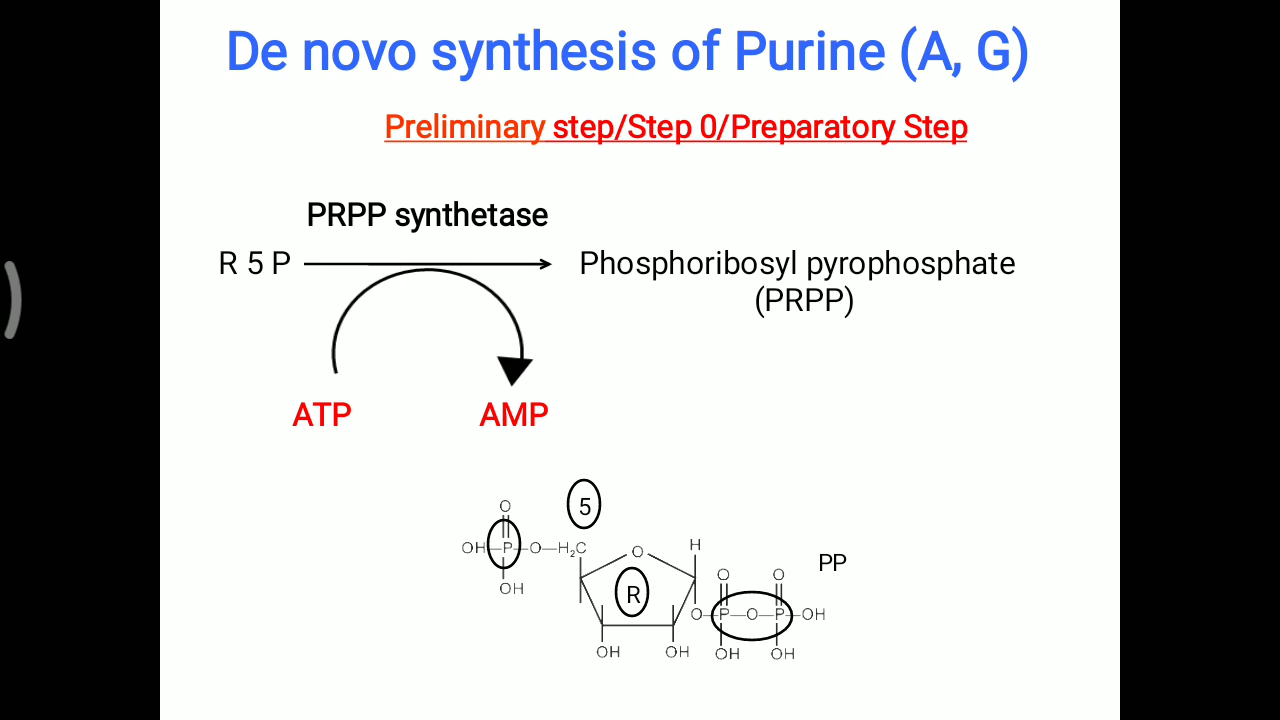 De novo synthesis of Purine (A, G)
Preliminary step/Step 0/Preparatory Step
PRPP synthetase
R 5 P
Phosphoribosyl pyrophosphate
(PRPP)
ATP
AMP
5
O
OH-P-O-H₂C
OH
O
H
R
PP
O
O
O-P-O-P-OH
OH
OH
OH
OH